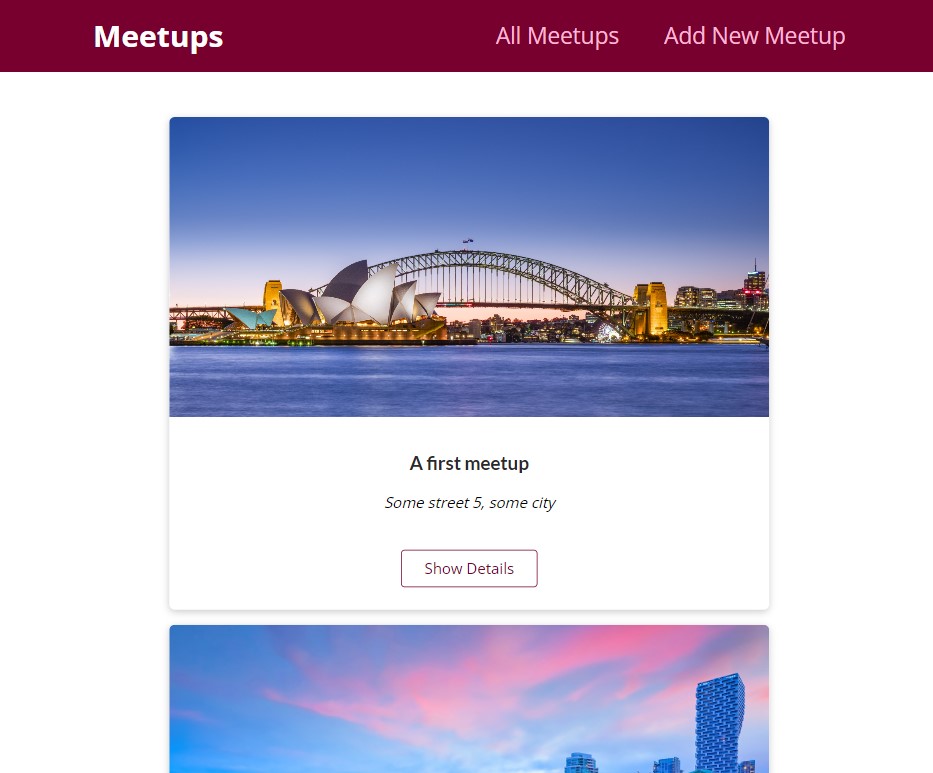 Meetups
All Meetups
Add New Meetup
A first meetup
Some street 5, some city
Show Details